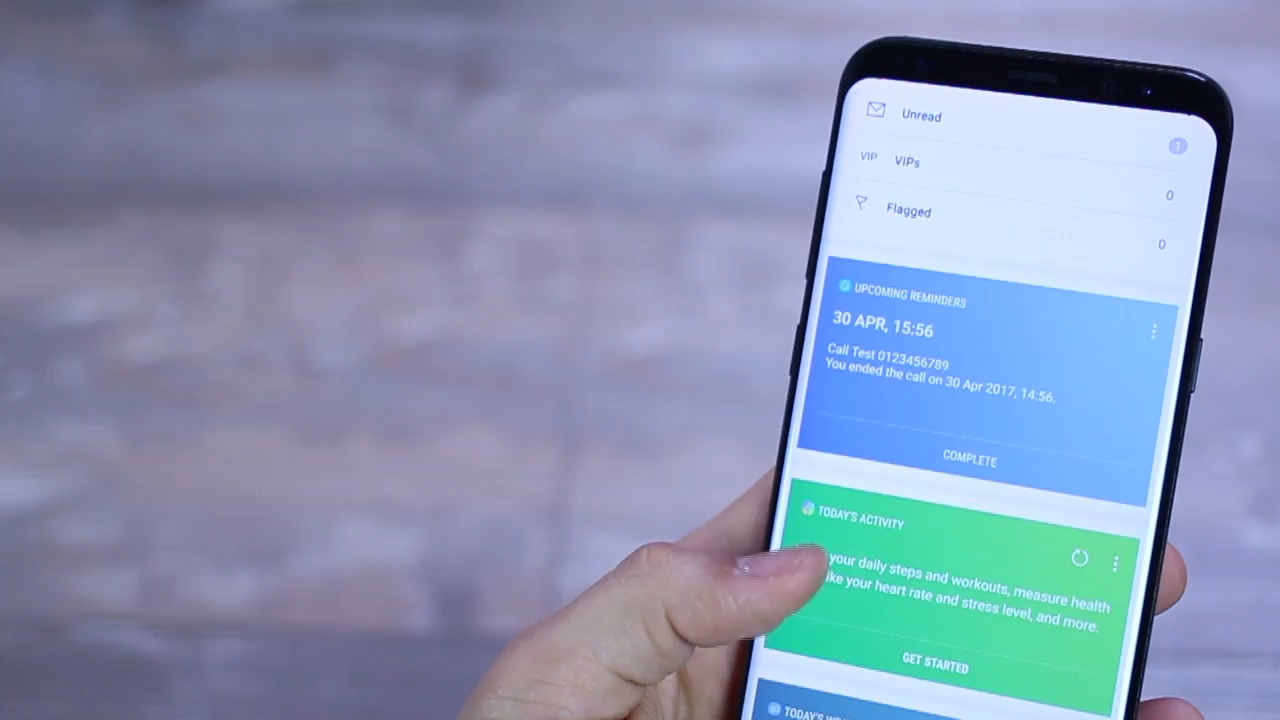 Unread
1
VIP VIPs
0
Flagged
0
UPCOMING REMINDERS
30 APR, 15:56
Call Test 0123456789
You ended the call on 30 Apr 2017, 14:56.
COMPLETE
TODAY'S ACTIVITY
your daily steps and workouts, measure health
your heart rate and stress level, and more.
GET STARTED
TODAY'S